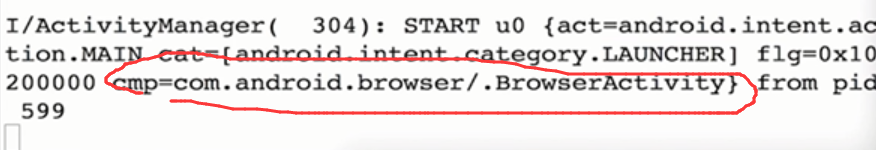 I/ActivityManager(  304): START u0 {act=android.intent.ac
tion.MAIN cat=[android.intent.category.LAUNCHER] flg=0x10
200000 cmp=com.android.browser/.BrowserActivity} from pid
 599